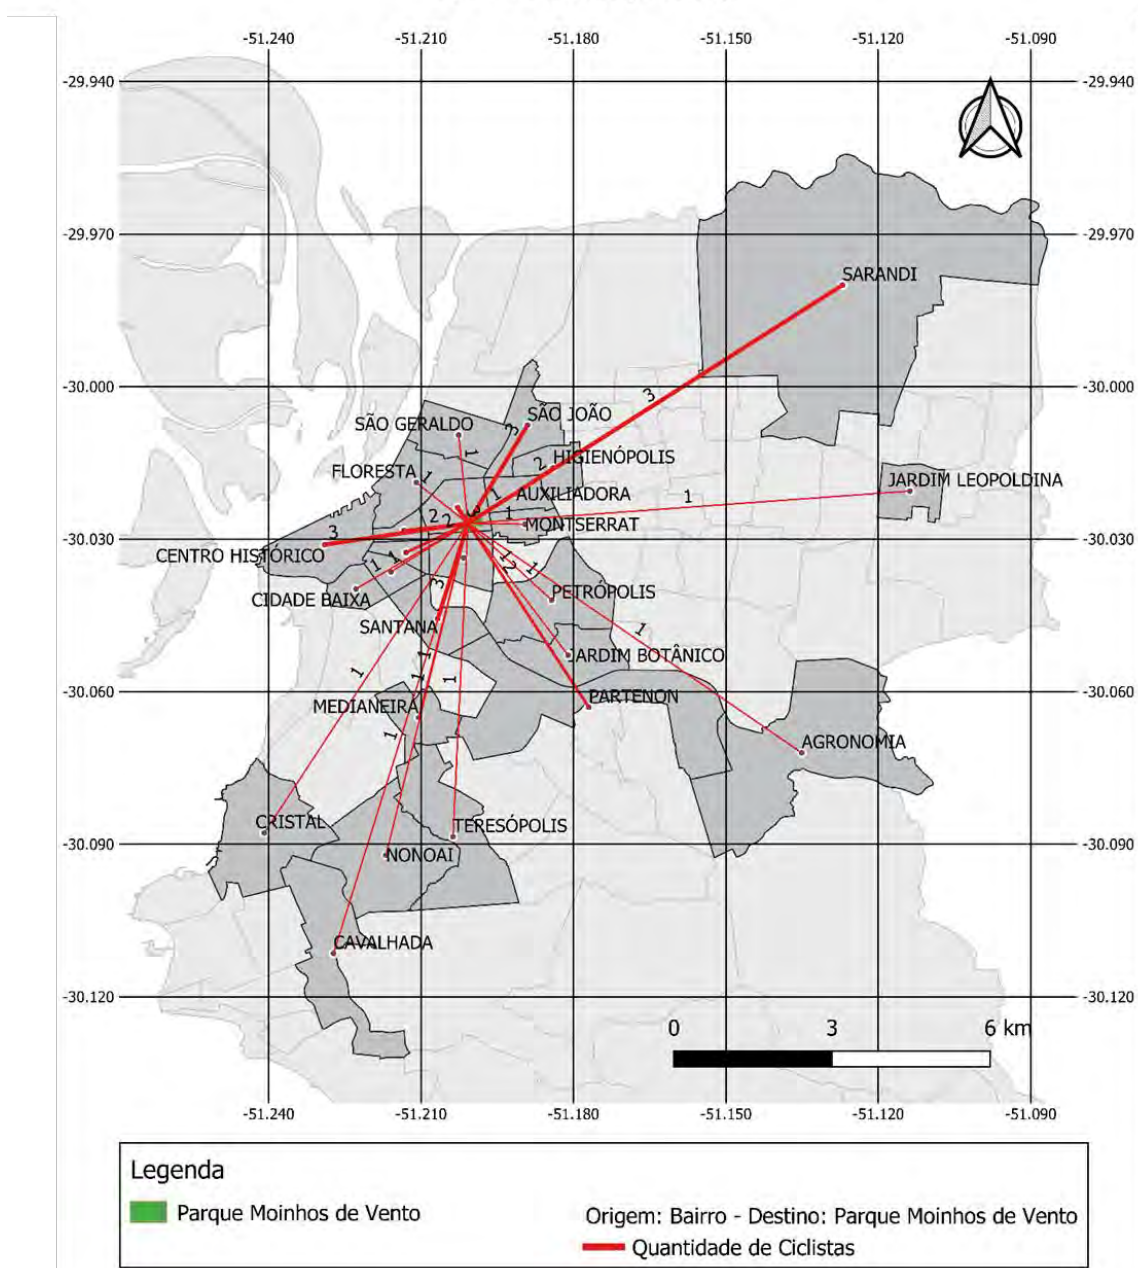 -51.240 -51.210 -51.180 -51.150 -51.120 -51.090
-29.940 -29.940
-29.970 -29.970
SARANDI
-30.000 -30.000
3
SÃO JOÃO
SÃO GERALDO
3
1
2 HIGIENÓPOLIS
FLORESTA
1
JARDIM LEOPOLDINA
1
AUXILIADORA
1
2
1
MONTSERRAT
3
-30.030 -30.030
CENTRO HISTÓRICO
1
1
1
2
1
CIDADE BAIXA
3
PETRÓPOLIS
SANTANA
1
1
JARDIM BOTÂNICO
1
1
1
-30.060 -30.060
MEDIANEIRA
PARTENON
1
AGRONOMIA
CRISTAL
TERESÓPOLIS
-30.090 -30.090
NONOAI
CAVALHADA
-30.120 -30.120
0 3 6 km
-51.240 -51.210 -51.180 -51.150 -51.120 -51.090
Legenda
Parque Moinhos de Vento
Origem: Bairro - Destino: Parque Moinhos de Vento
Quantidade de Ciclistas